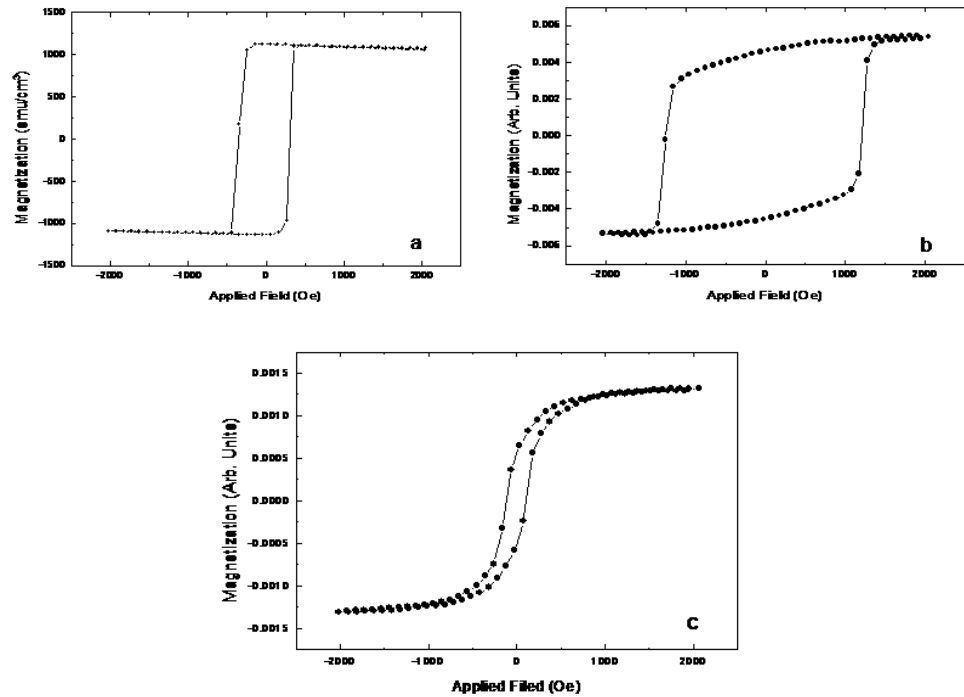 1500
1000
500
0
-500
-1000
-1500
Magnetization (emu/cm³)
a
-2000 -1000 0 1000 2000
Applied Field (Oe)
0.006
0.004
0.002
0.000
-0.002
-0.004
-0.006
Magnetization (Arb. Units)
b
-2000 -1000 0 1000 2000
Applied Field (Oe)
0.0015
0.0010
0.0005
0.0000
-0.0005
-0.0010
-0.0015
Magnetization (Arb. Units)
c
-2000 -1000 0 1000 2000
Applied Filed (Oe)